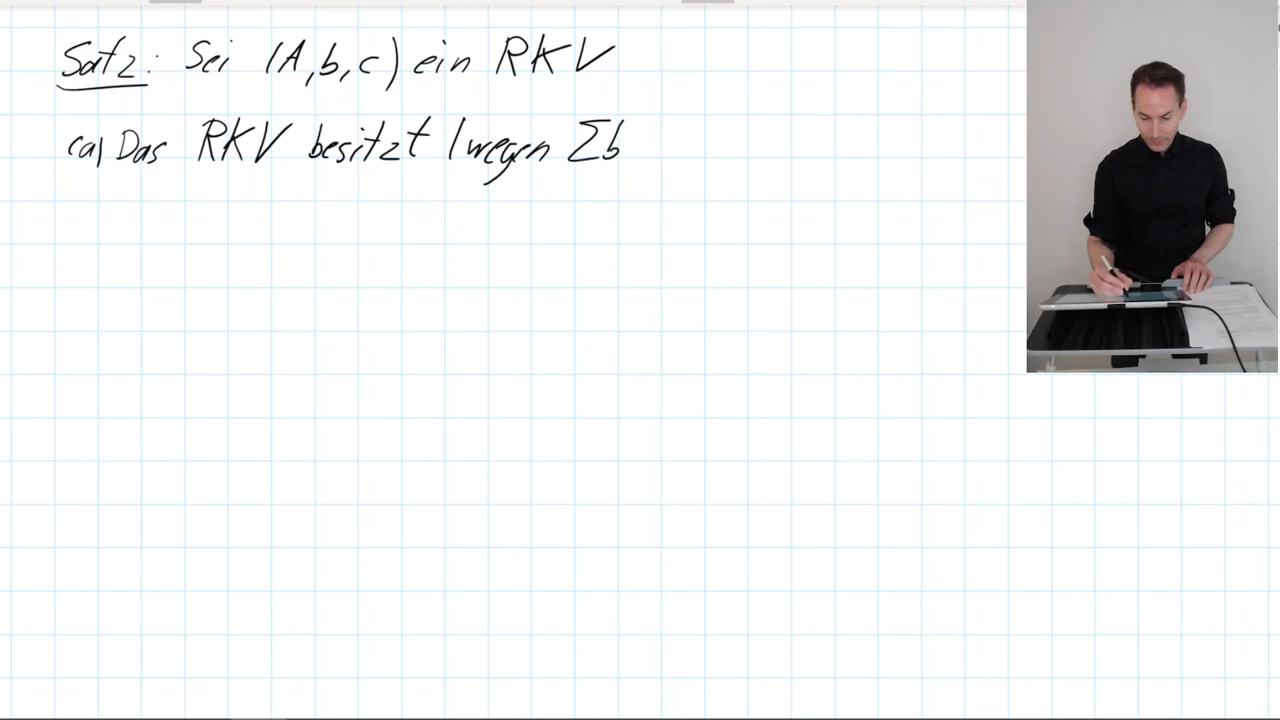 Satz: Sei (A,b,c) ein RKV
(a) Das RKV besitzt (wegen Σb